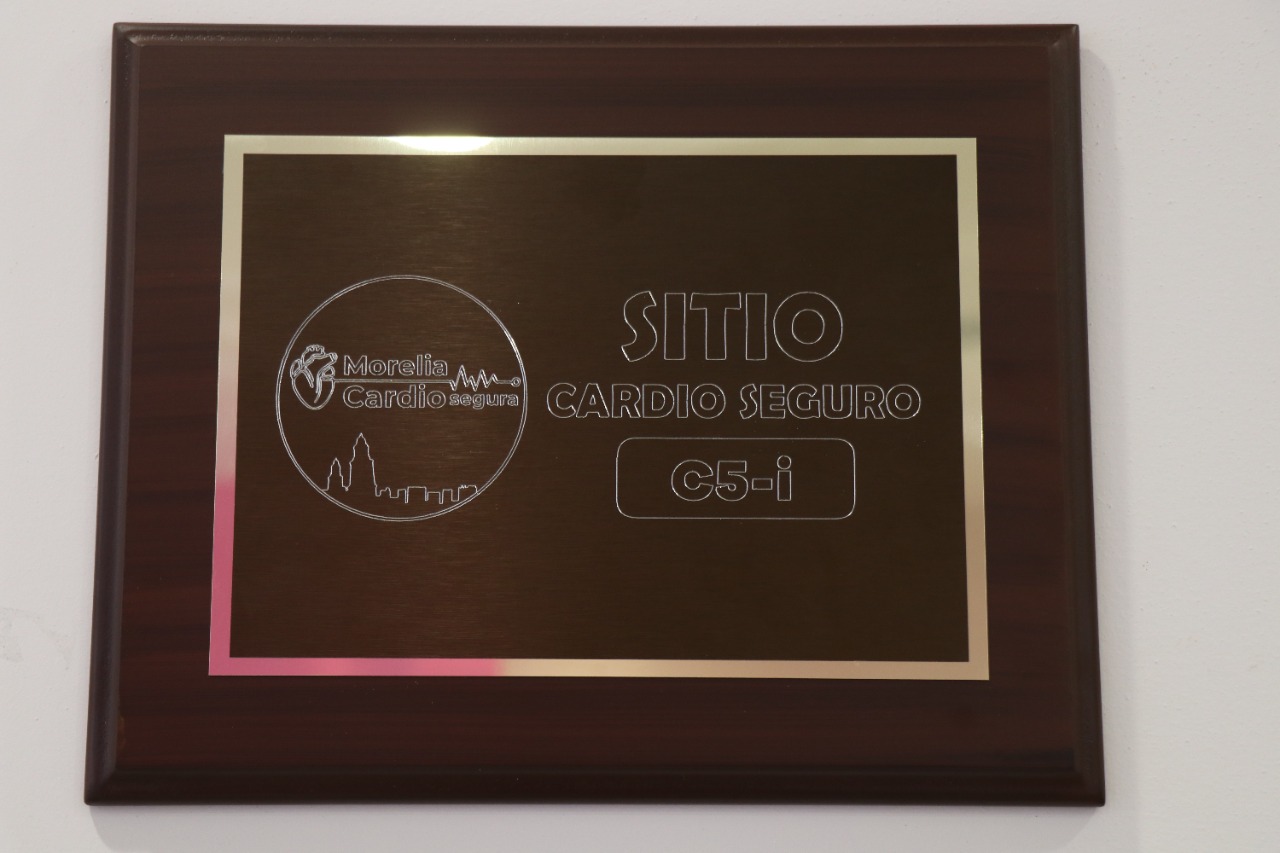 Morelia
Cardio segura
SITIO
CARDIO SEGURO
C5-i